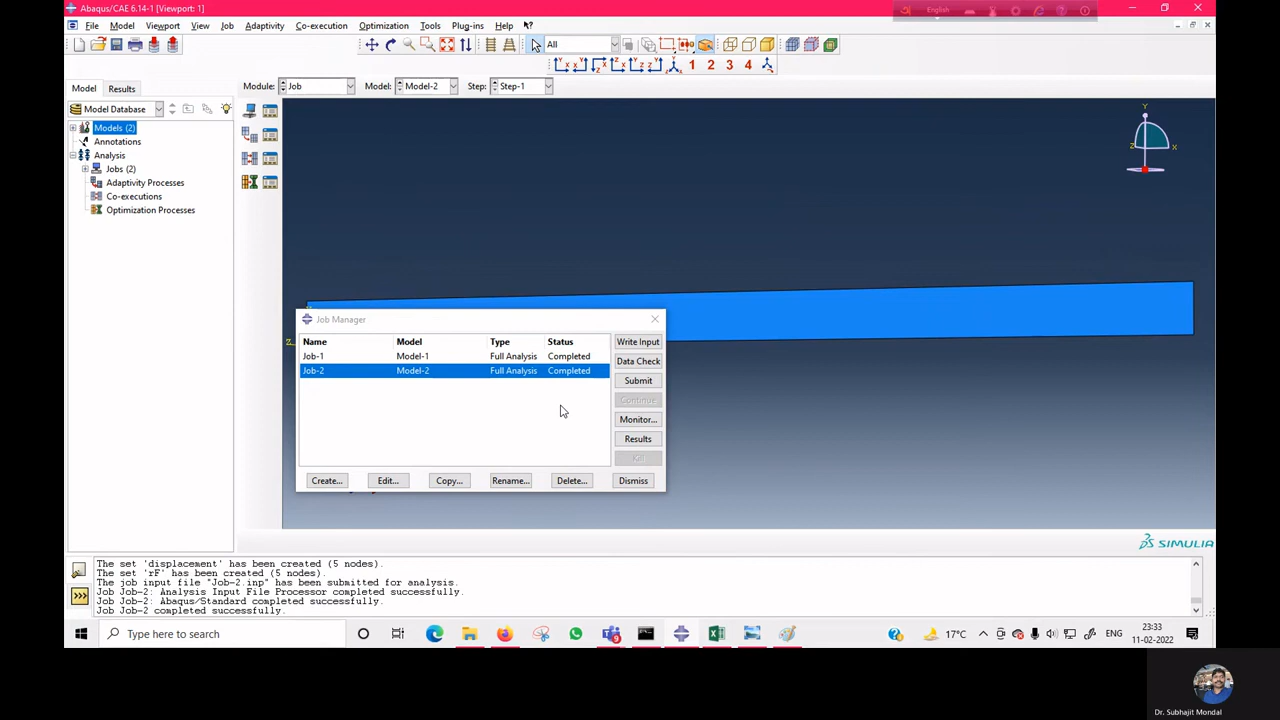 Abaqus/CAE 6.14-1 [Viewport: 1]
English
File Model Viewport View Job Adaptivity Co-execution Optimization Tools Plug-ins Help
All
1 2 3 4
Model Results
Module: Job Model: Model-2 Step: Step-1
Model Database
Models (2)
Annotations
Analysis
Jobs (2)
Adaptivity Processes
Co-executions
Optimization Processes
Y
Z X
Z
Job Manager
Name Model Type Status
Job-1 Model-1 Full Analysis Completed
Job-2 Model-2 Full Analysis Completed
Write Input
Data Check
Submit
Continue
Monitor...
Results
Kill
Create... Edit... Copy... Rename... Delete... Dismiss
SIMULIA
The set 'displacement' has been created (5 nodes).
The set 'rF' has been created (5 nodes).
The job input file "Job-2.inp" has been submitted for analysis.
Job Job-2: Analysis Input File Processor completed successfully.
Job Job-2: Abaqus/Standard completed successfully.
Job Job-2 completed successfully.
Type here to search
17°C
ENG
23:33
11-02-2022
Dr. Subhajit Mondal